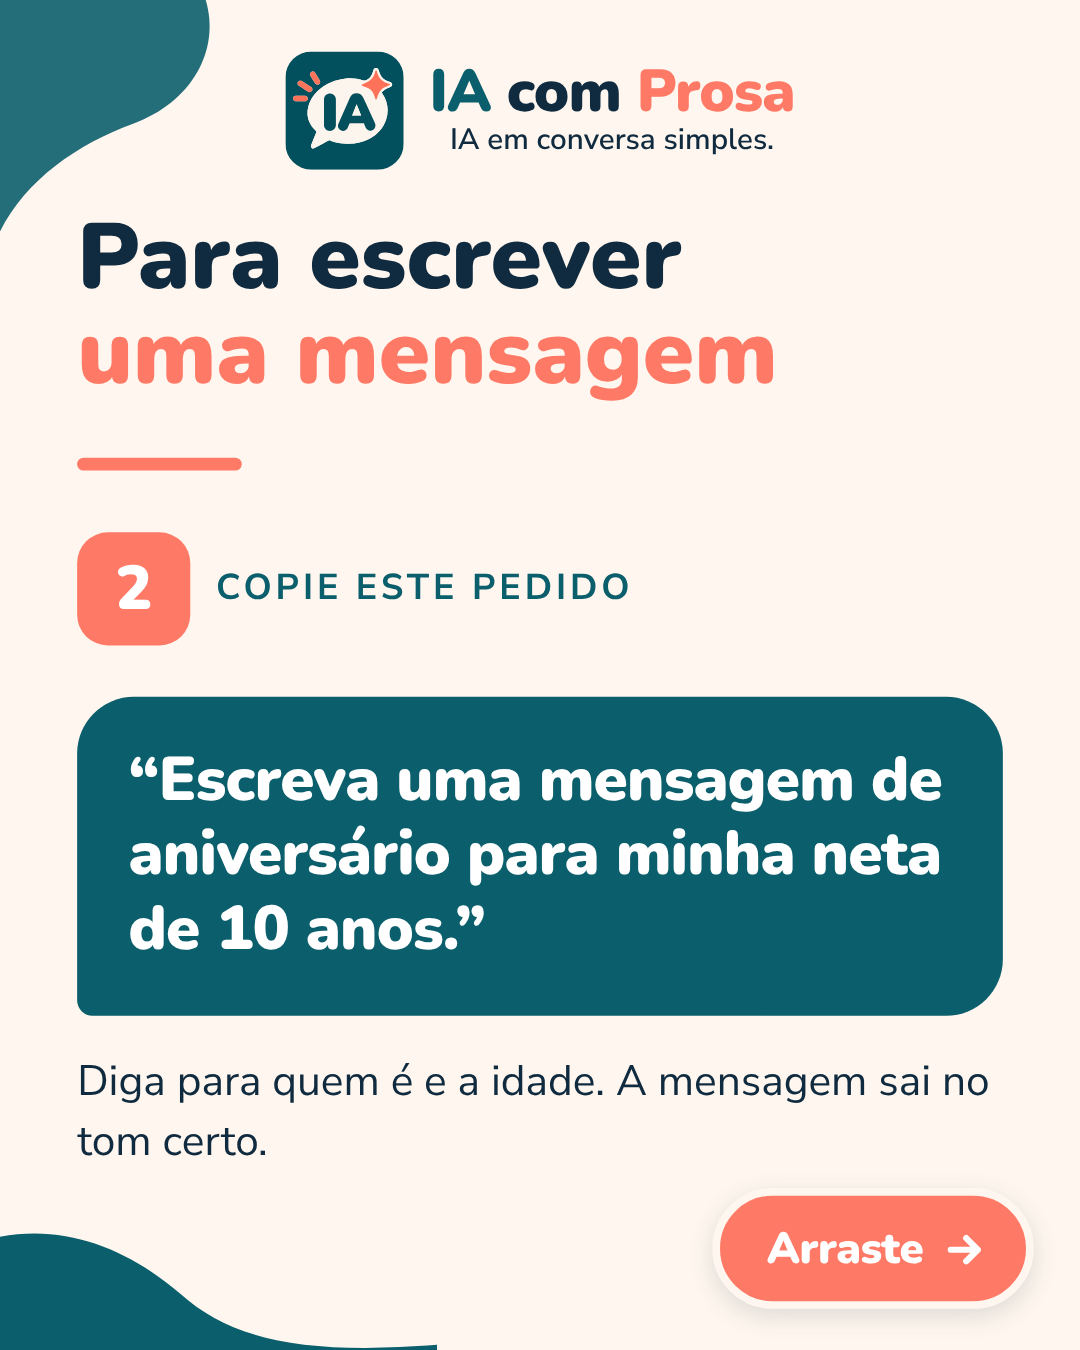 IA
IA com Prosa
IA em conversa simples.
Para escrever
uma mensagem
2
COPIE ESTE PEDIDO
“Escreva uma mensagem de
aniversário para minha neta
de 10 anos.”
Diga para quem é e a idade. A mensagem sai no
tom certo.
Arraste →